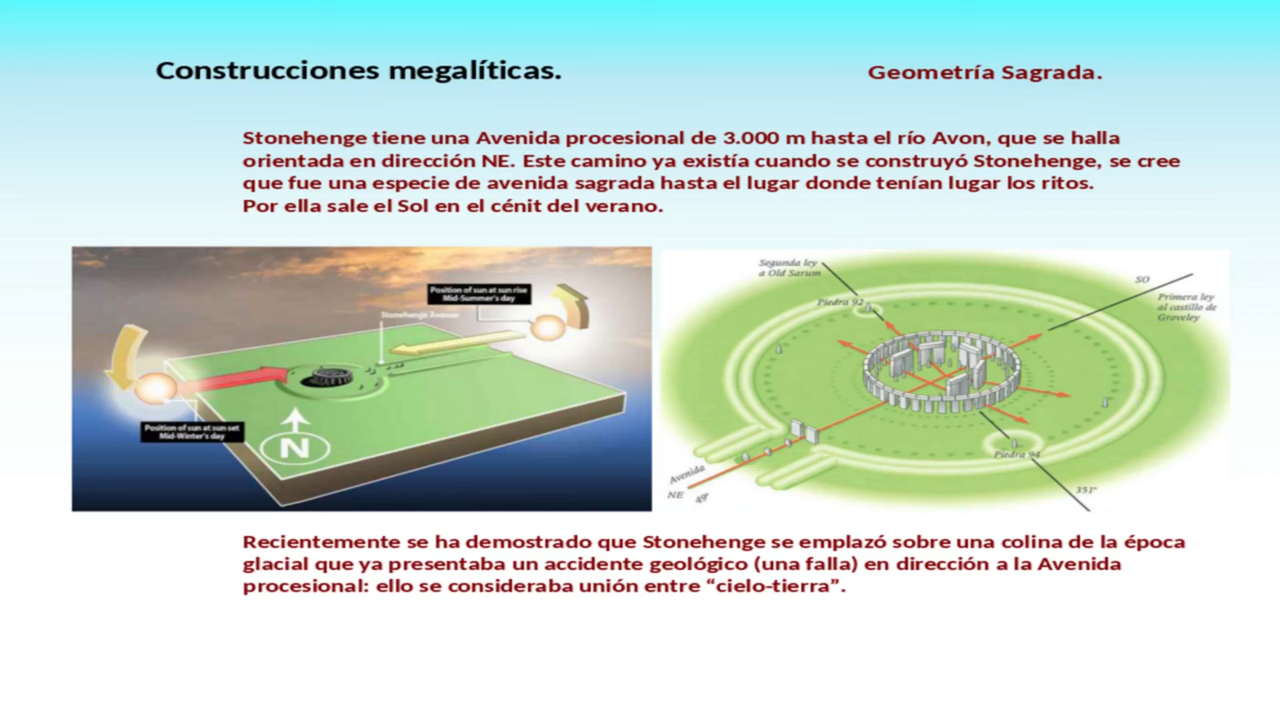 Construcciones megalíticas.
Geometría Sagrada.
Stonehenge tiene una Avenida procesional de 3.000 m hasta el río Avon, que se halla
orientada en dirección NE. Este camino ya existía cuando se construyó Stonehenge, se cree
que fue una especie de avenida sagrada hasta el lugar donde tenían lugar los ritos.
Por ella sale el Sol en el cénit del verano.
Position of sun at sun rise
Mid-Summer's day
Stonehenge Avenue
Position of sun at sun set
Mid-Winter's day
N
Segunda ley
a Old Sarum
Piedra 92
SO
Primera ley
al castillo de
Groveley
Piedra 94
Avenida
NE
351°
Recientemente se ha demostrado que Stonehenge se emplazó sobre una colina de la época
glacial que ya presentaba un accidente geológico (una falla) en dirección a la Avenida
procesional: ello se consideraba unión entre “cielo-tierra”.